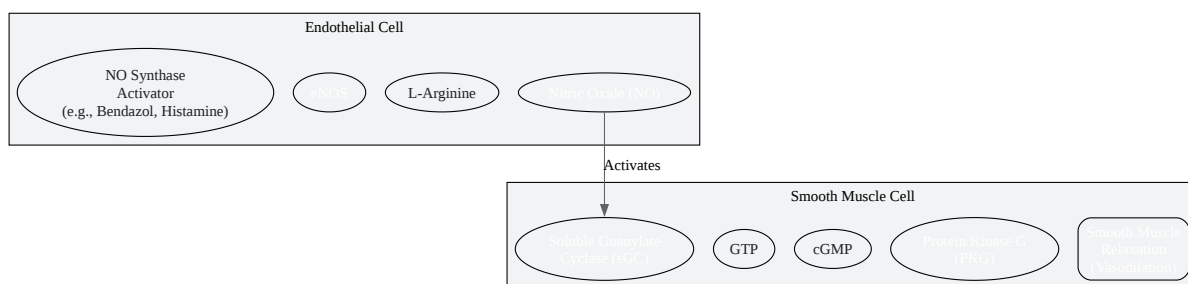 Endothelial Cell
NO Synthase
Activator
(e.g., Bendazol, Histamine)
eNOS
L-Arginine
Nitric Oxide (NO)
Activates
Smooth Muscle Cell
Soluble Guanylate
Cyclase (sGC)
GTP
cGMP
Protein Kinase G
(PKG)
Smooth Muscle
Relaxation
(Vasodilation)